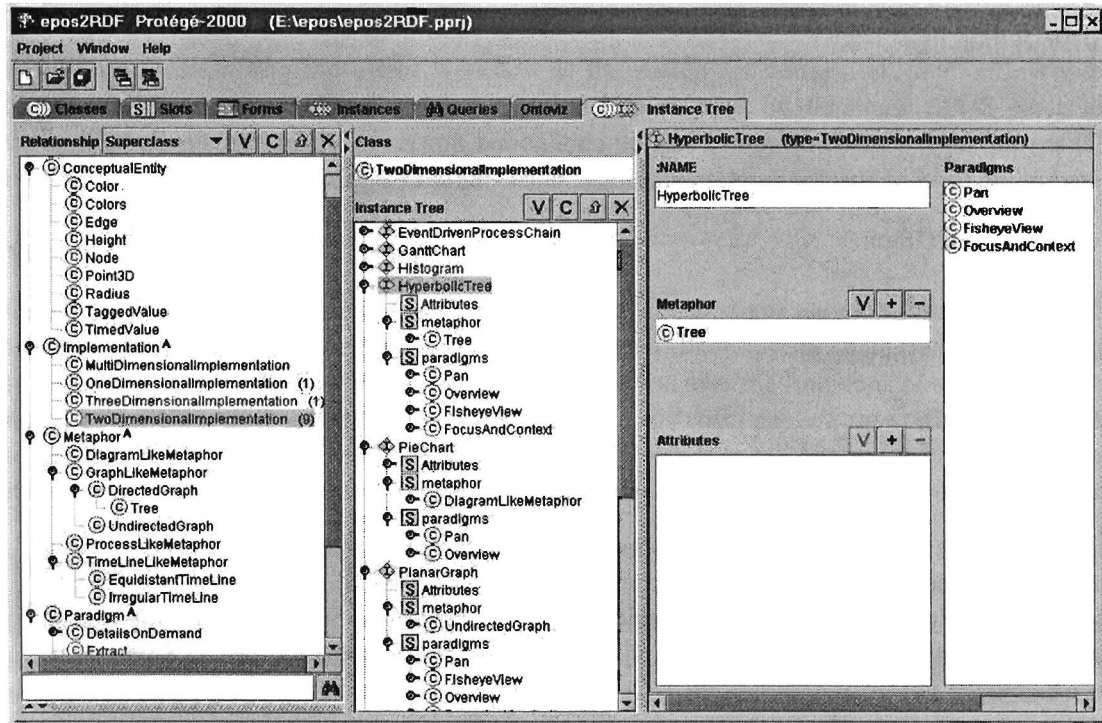 epos2RDF Protégé-2000 (E:\epos\epos2RDF.pprj)
Project Window Help
Classes Slots Forms Instances Queries Ontoviz Instance Tree
Relationship Superclass V C
ConceptualEntity
Color
Colors
Edge
Height
Node
Point3D
Radius
TaggedValue
TimedValue
Implementation A
MultiDimensionalImplementation
OneDimensionalImplementation (1)
ThreeDimensionalImplementation (1)
TwoDimensionalImplementation (9)
Metaphor A
DiagramLikeMetaphor
GraphLikeMetaphor
DirectedGraph
Tree
UndirectedGraph
ProcessLikeMetaphor
TimeLineLikeMetaphor
EquidistantTimeLine
IrregularTimeLine
Paradigm A
DetailsOnDemand
Extract
Class
TwoDimensionalImplementation
Instance Tree V C
EventDrivenProcessChain
GanttChart
Histogram
HyperbolicTree
Attributes
metaphor
Tree
paradigms
Pan
Overview
FisheyeView
FocusAndContext
PieChart
Attributes
metaphor
DiagramLikeMetaphor
paradigms
Pan
Overview
PlanarGraph
Attributes
metaphor
UndirectedGraph
paradigms
Pan
FisheyeView
Overview
HyperbolicTree (type=TwoDimensionalImplementation)
:NAME
HyperbolicTree
Metaphor V + −
Tree
Attributes V + −
Paradigms
Pan
Overview
FisheyeView
FocusAndContext